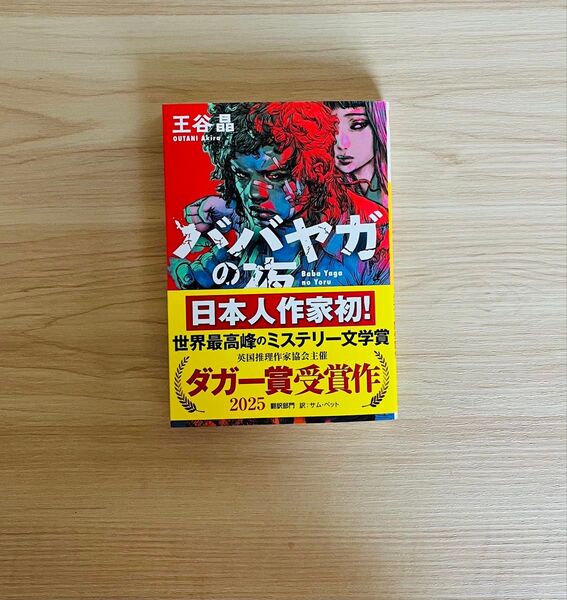 王谷晶
OUTANI Akira
ババヤガ
の夜
Baba Yaga
no Yoru
日本人作家初!
世界最高峰のミステリー文学賞
英国推理作家協会主催
ダガー賞受賞作
2025 翻訳部門 訳:サム・ベット